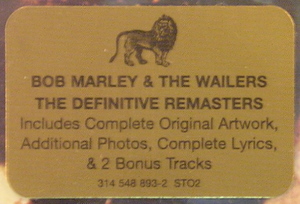 BOB MARLEY & THE WAILERS
THE DEFINITIVE REMASTERS
Includes Complete Original Artwork,
Additional Photos, Complete Lyrics,
& 2 Bonus Tracks
314 548 893-2 STO2